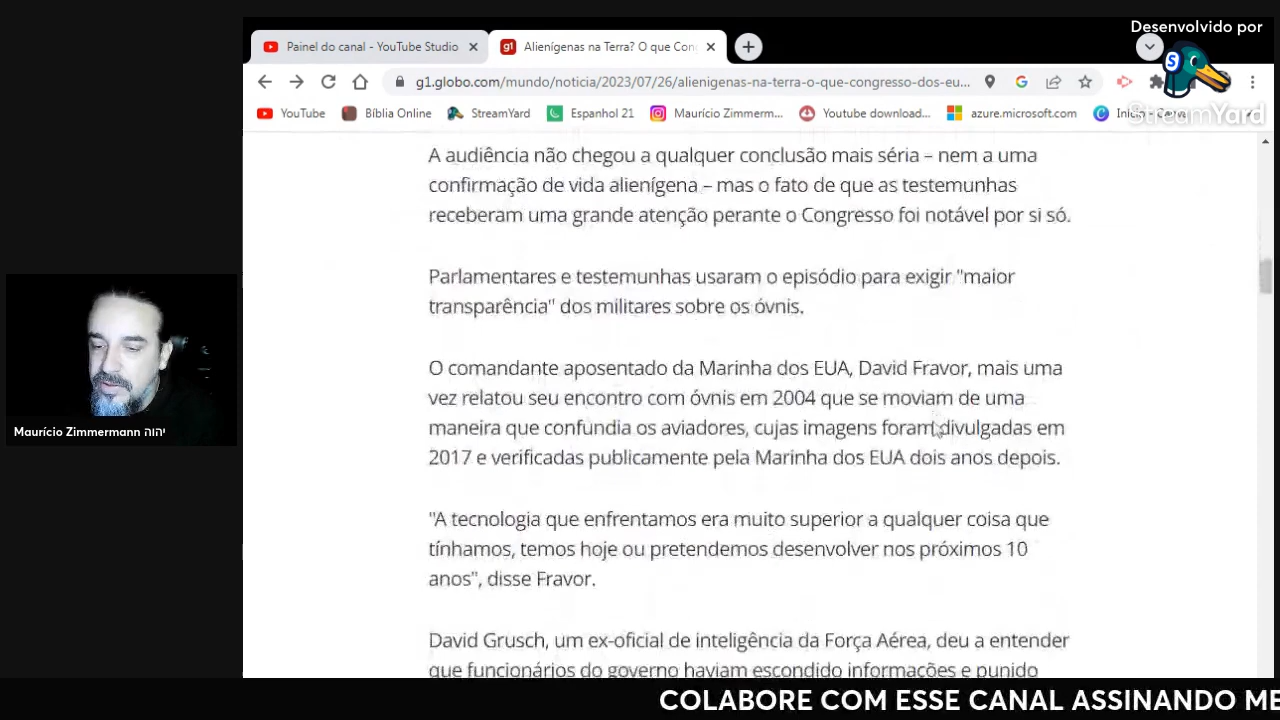 Desenvolvido por
StreamYard
Painel do canal - YouTube Studio
Alienígenas na Terra? O que Con
g1.globo.com/mundo/noticia/2023/07/26/alienigenas-na-terra-o-que-congresso-dos-eu...
YouTube
Bíblia Online
StreamYard
Espanhol 21
Maurício Zimmerm...
Youtube download...
azure.microsoft.com
A audiência não chegou a qualquer conclusão mais séria – nem a uma
confirmação de vida alienígena – mas o fato de que as testemunhas
receberam uma grande atenção perante o Congresso foi notável por si só.
Parlamentares e testemunhas usaram o episódio para exigir "maior
transparência" dos militares sobre os óvnis.
O comandante aposentado da Marinha dos EUA, David Fravor, mais uma
vez relatou seu encontro com óvnis em 2004 que se moviam de uma
maneira que confundia os aviadores, cujas imagens foram divulgadas em
2017 e verificadas publicamente pela Marinha dos EUA dois anos depois.
"A tecnologia que enfrentamos era muito superior a qualquer coisa que
tínhamos, temos hoje ou pretendemos desenvolver nos próximos 10
anos", disse Fravor.
David Grusch, um ex-oficial de inteligência da Força Aérea, deu a entender
que funcionários do governo haviam escondido informações e punido
Maurício Zimmermann יהוה
COLABORE COM ESSE CANAL ASSINANDO ME